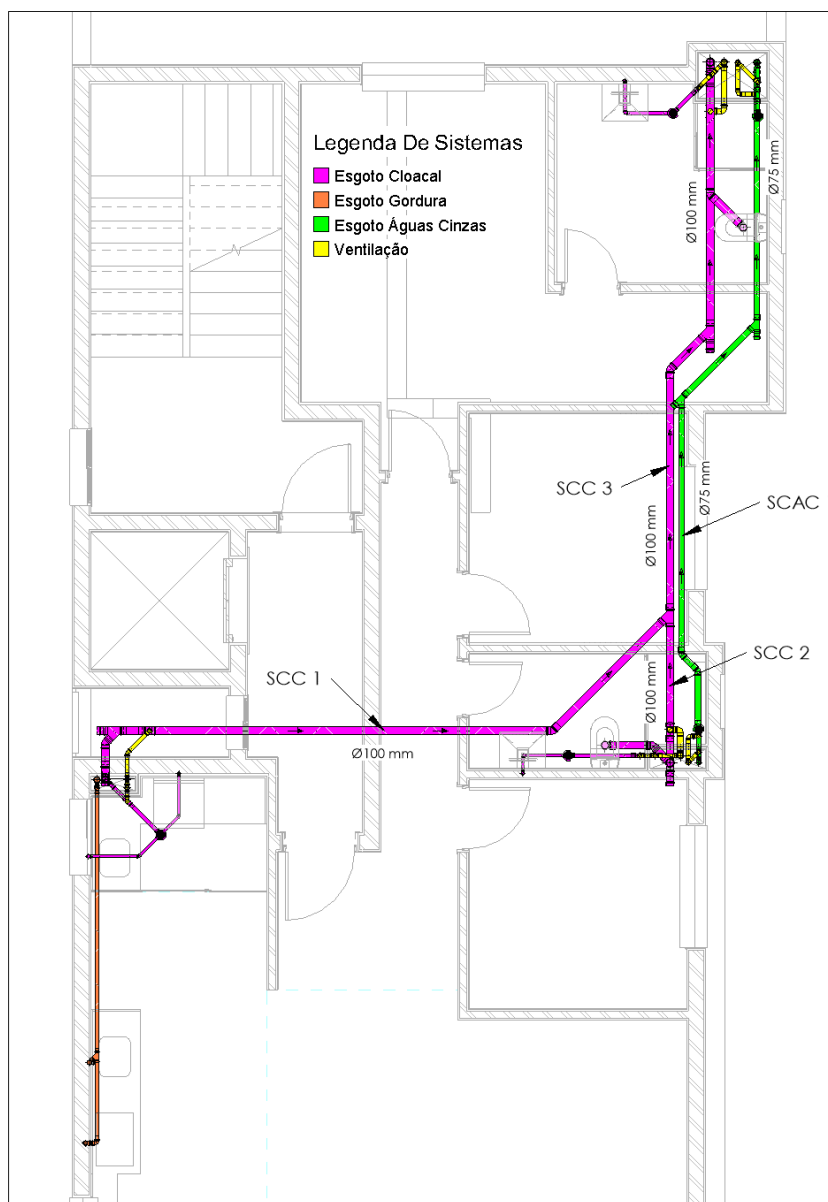 Legenda De Sistemas
Esgoto Cloacal
Esgoto Gordura
Esgoto Águas Cinzas
Ventilação
Ø75 mm
Ø100 mm
SCC 3
Ø75 mm
SCAC
Ø100 mm
SCC 2
SCC 1
Ø100 mm
Ø100 mm